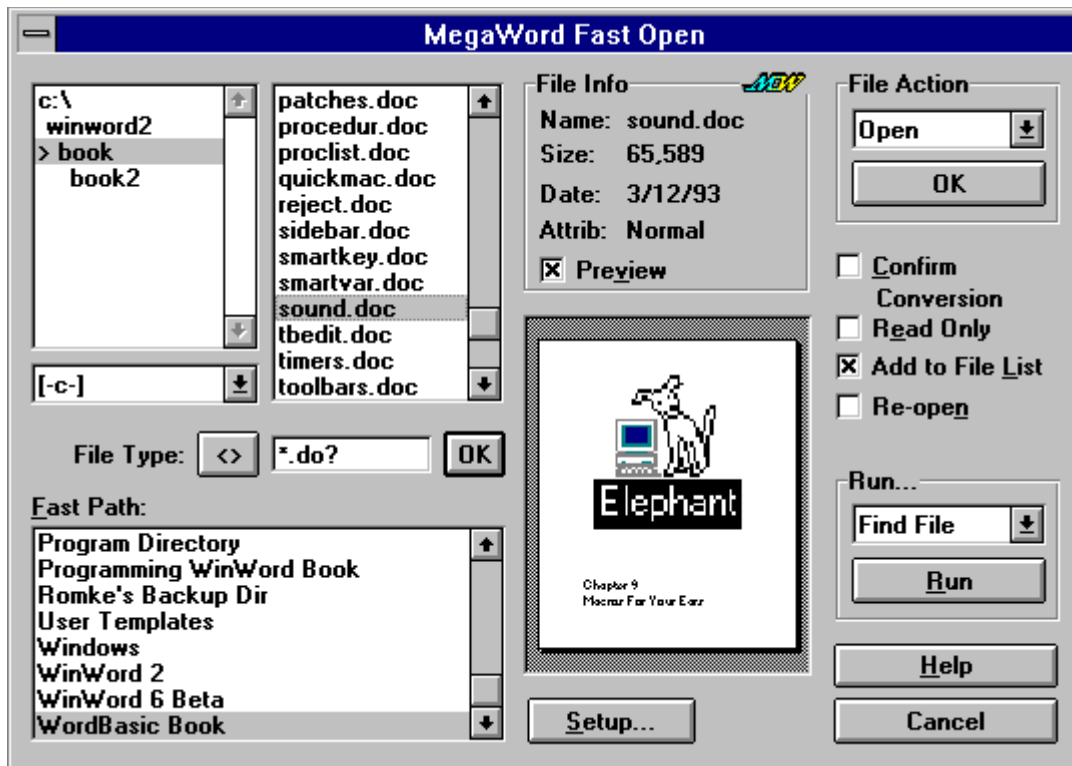 MegaWord Fast Open
c:\
winword2
> book
book2
[-c-]
patches.doc
procedur.doc
proclist.doc
quickmac.doc
reject.doc
sidebar.doc
smartkey.doc
smartvar.doc
sound.doc
tbedit.doc
timers.doc
toolbars.doc
File Type: <> *.do? OK
Fast Path:
Program Directory
Programming WinWord Book
Romke's Backup Dir
User Templates
Windows
WinWord 2
WinWord 6 Beta
WordBasic Book
File Info
Name: sound.doc
Size: 65,589
Date: 3/12/93
Attrib: Normal
Preview
Elephant
Chapter 9
Macros For Your Ears
Setup...
File Action
Open
OK
Confirm
Conversion
Read Only
Add to File List
Re-open
Run...
Find File
Run
Help
Cancel